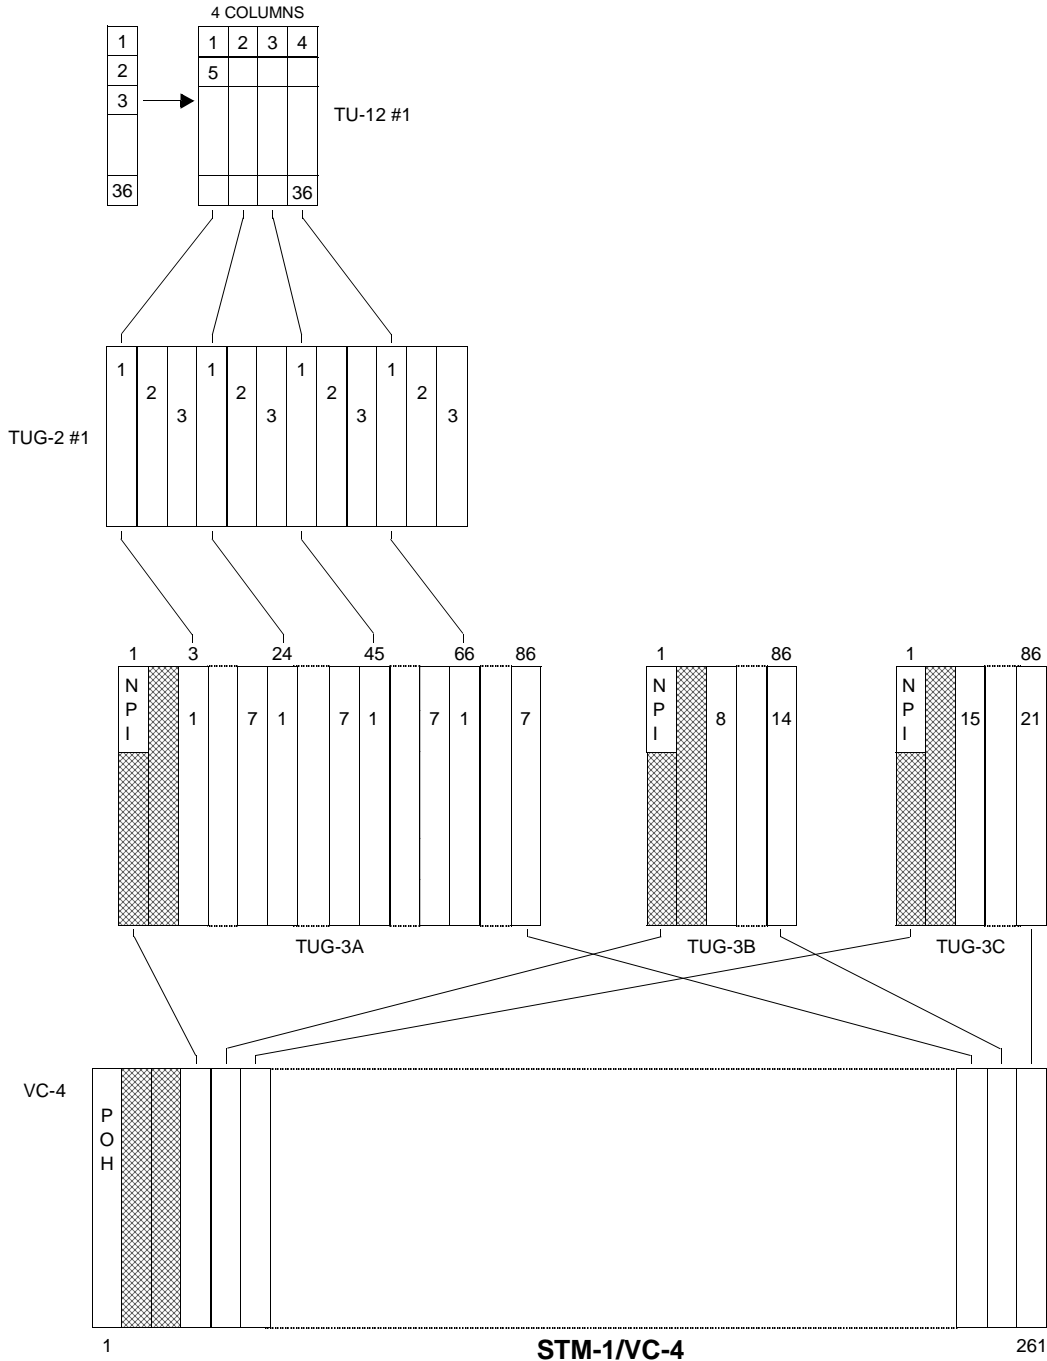 4 COLUMNS
1
2
3
36
1 2 3 4
5
36
TU-12 #1
1 2 3 1 2 3 1 2 3 1 2 3
TUG-2 #1
1 3 24 45 66 86
N
P
I
1 7 1 7 1 7 1 7
TUG-3A
1 86
N
P
I
8 14
TUG-3B
1 86
N
P
I
15 21
TUG-3C
VC-4
P
O
H
1 261
STM-1/VC-4